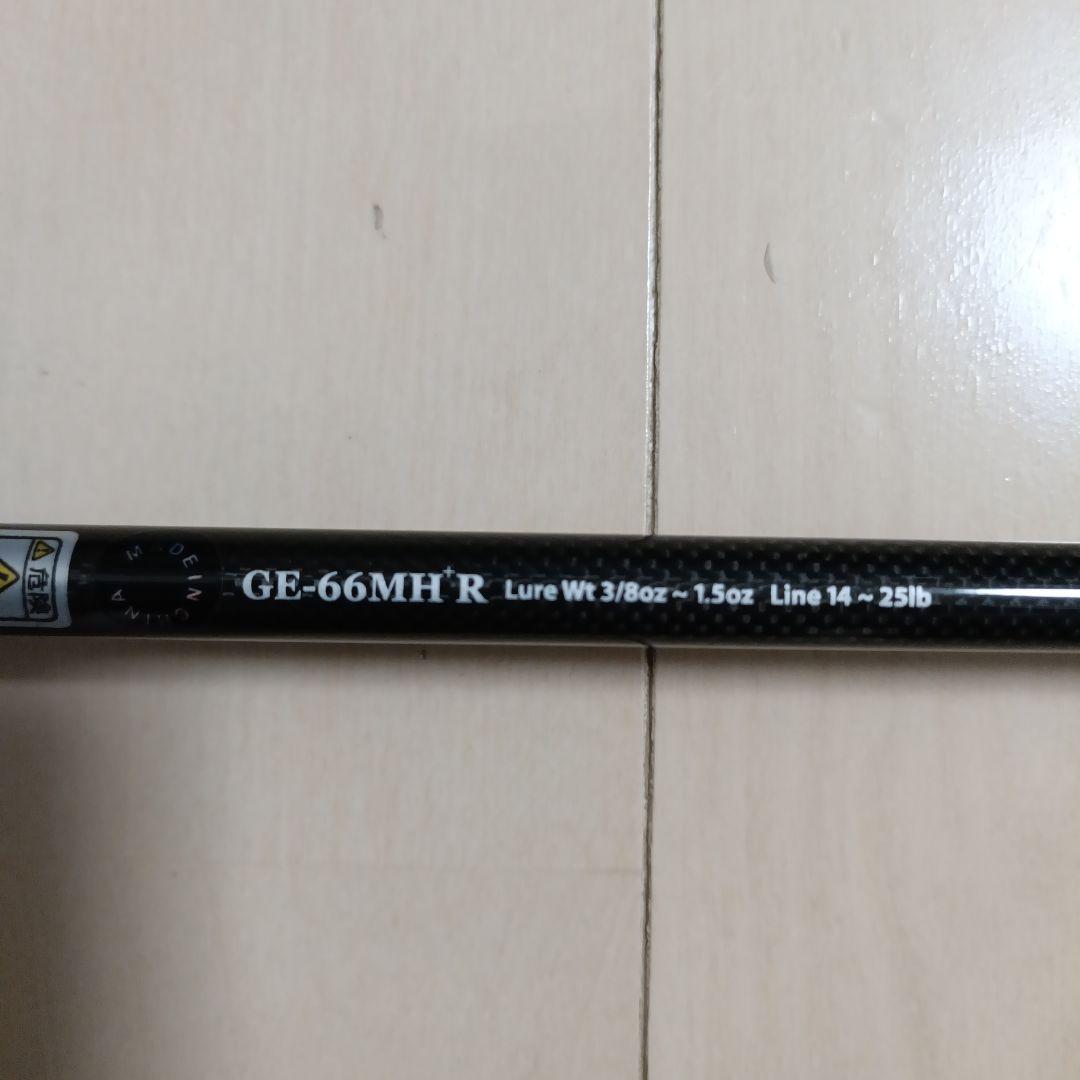 危険
MADE IN CHINA
GE-66MH⁺R Lure Wt 3/8oz ~ 1.5oz Line 14 ~ 25lb